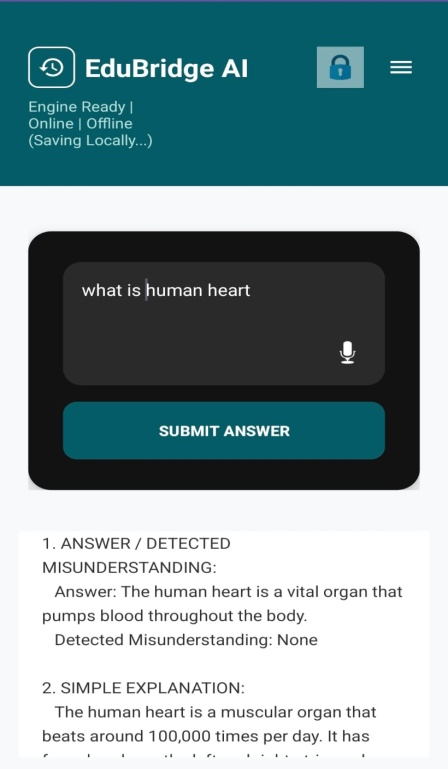 EduBridge AI
Engine Ready |
Online | Offline
(Saving Locally...)
what is human heart
SUBMIT ANSWER
1. ANSWER / DETECTED
MISUNDERSTANDING:
Answer: The human heart is a vital organ that
pumps blood throughout the body.
Detected Misunderstanding: None
2. SIMPLE EXPLANATION:
The human heart is a muscular organ that
beats around 100,000 times per day. It has